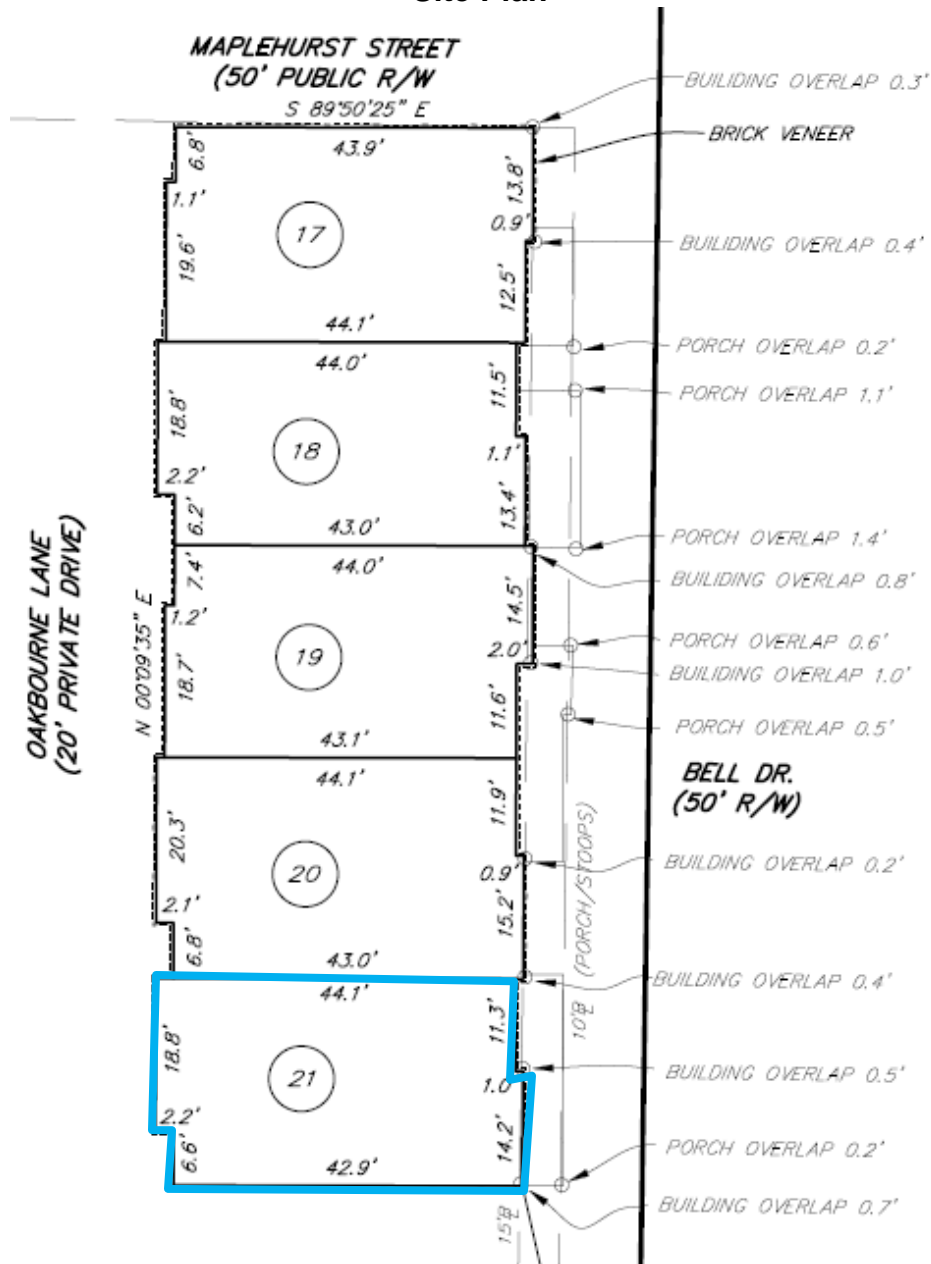 Site Plan
MAPLEHURST STREET
(50' PUBLIC R/W
S 89°50'25" E
BUILIDING OVERLAP 0.3'
BRICK VENEER
43.9'
6.8'
13.8'
1.1'
17
0.9'
BUILIDING OVERLAP 0.4'
19.6'
12.5'
44.1'
PORCH OVERLAP 0.2'
44.0'
11.5'
PORCH OVERLAP 1.1'
18.8'
18
1.1'
2.2'
13.4'
6.2'
43.0'
PORCH OVERLAP 1.4'
44.0'
7.4'
BUILIDING OVERLAP 0.8'
14.5'
1.2'
OAKBOURNE LANE
(20' PRIVATE DRIVE)
N 00°09'35" E
19
2.0'
PORCH OVERLAP 0.6'
BUILIDING OVERLAP 1.0'
18.7'
11.6'
43.1'
PORCH OVERLAP 0.5'
44.1'
BELL DR.
(50' R/W)
11.9'
20.3'
20
0.9'
BUILDING OVERLAP 0.2'
(PORCH/STOOPS)
2.1'
15.2'
6.8'
43.0'
BUILDING OVERLAP 0.4'
44.1'
11.3'
10'
18.8'
21
1.0'
BUILDING OVERLAP 0.5'
2.2'
14.2'
6.6'
42.9'
PORCH OVERLAP 0.2'
BUILDING OVERLAP 0.7'
15'